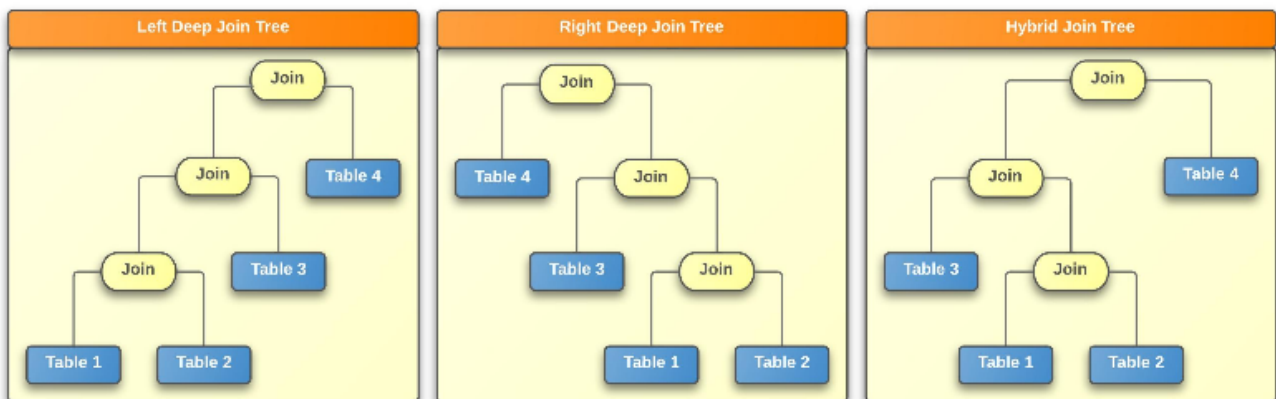 Left Deep Join Tree
Join
Join
Table 4
Join
Table 3
Table 1
Table 2
Right Deep Join Tree
Join
Table 4
Join
Table 3
Join
Table 1
Table 2
Hybrid Join Tree
Join
Join
Table 4
Table 3
Join
Table 1
Table 2